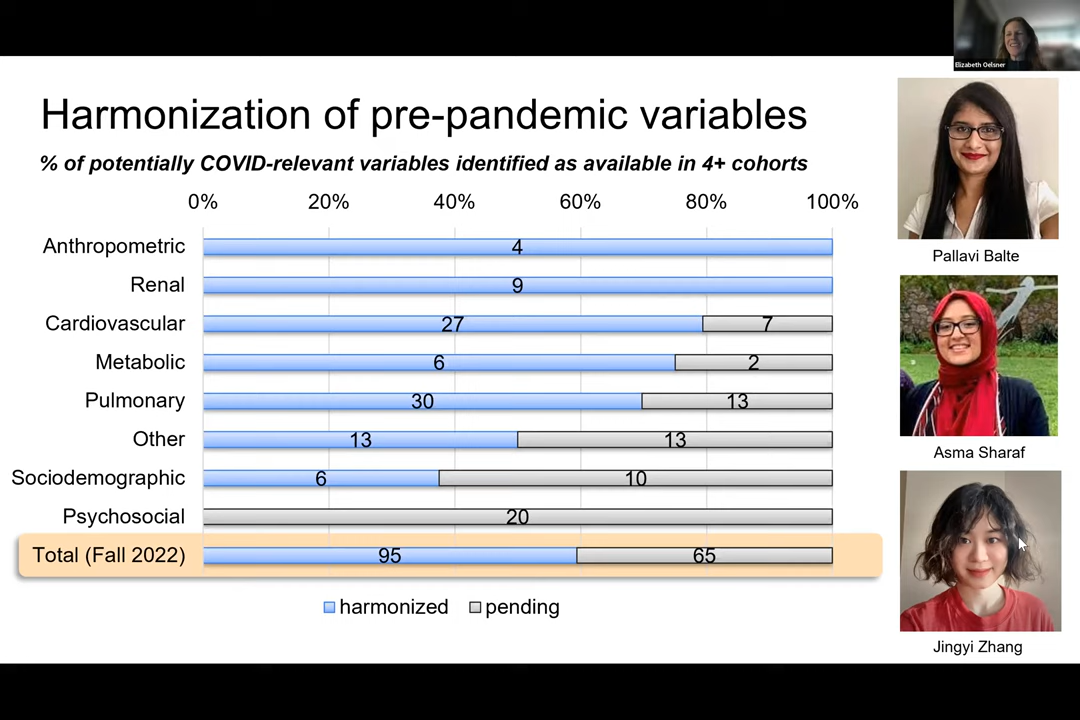 Elizabeth Oelsner
Harmonization of pre-pandemic variables
% of potentially COVID-relevant variables identified as available in 4+ cohorts
0% 20% 40% 60% 80% 100%
Anthropometric 4
Renal 9
Cardiovascular 27 7
Metabolic 6 2
Pulmonary 30 13
Other 13 13
Sociodemographic 6 10
Psychosocial 20
Total (Fall 2022) 95 65
harmonized pending
Pallavi Balte
Asma Sharaf
Jingyi Zhang